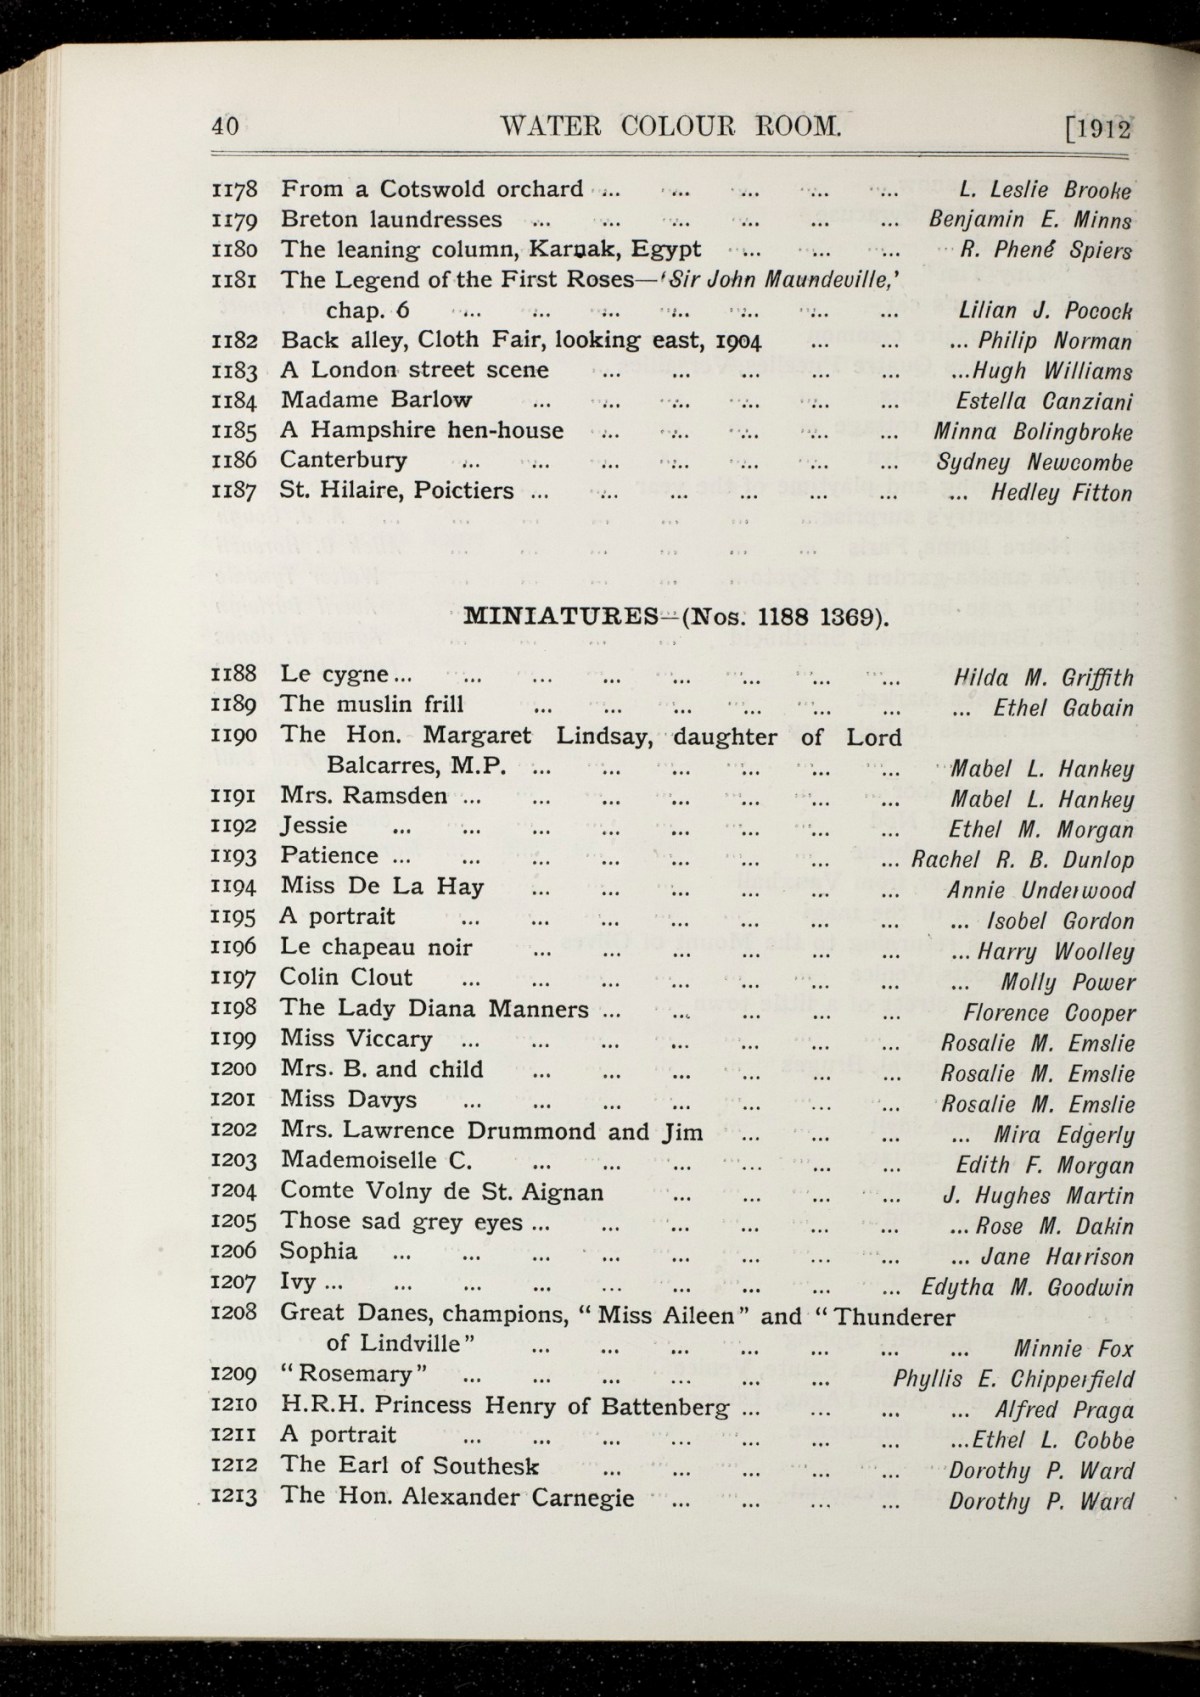 40 WATER COLOUR ROOM. [1912
1178 From a Cotswold orchard ... ... ... ... ... L. Leslie Brooke
1179 Breton laundresses ... ... ... ... ... ... Benjamin E. Minns
1180 The leaning column, Karnak, Egypt ... ... ... R. Phené Spiers
1181 The Legend of the First Roses—‘Sir John Maundeville,’
chap. 6 ... ... ... ... ... ... ... Lilian J. Pocock
1182 Back alley, Cloth Fair, looking east, 1904 ... ... ... Philip Norman
1183 A London street scene ... ... ... ... ... ...Hugh Williams
1184 Madame Barlow ... ... ... ... ... ... Estella Canziani
1185 A Hampshire hen-house ... ... ... ... ... Minna Bolingbroke
1186 Canterbury ... ... ... ... ... ... ... Sydney Newcombe
1187 St. Hilaire, Poictiers ... ... ... ... ... ... ... Hedley Fitton
MINIATURES—(Nos. 1188 1369).
1188 Le cygne... ... ... ... ... ... ... ... Hilda M. Griffith
1189 The muslin frill ... ... ... ... ... ... ... Ethel Gabain
1190 The Hon. Margaret Lindsay, daughter of Lord
Balcarres, M.P. ... ... ... ... ... ... Mabel L. Hankey
1191 Mrs. Ramsden ... ... ... ... ... ... ... Mabel L. Hankey
1192 Jessie ... ... ... ... ... ... ... ... Ethel M. Morgan
1193 Patience ... ... ... ... ... ... ... ... Rachel R. B. Dunlop
1194 Miss De La Hay ... ... ... ... ... ... Annie Underwood
1195 A portrait ... ... ... ... ... ... ... ... Isobel Gordon
1196 Le chapeau noir ... ... ... ... ... ... ... Harry Woolley
1197 Colin Clout ... ... ... ... ... ... ... ... Molly Power
1198 The Lady Diana Manners ... ... ... ... ... Florence Cooper
1199 Miss Viccary ... ... ... ... ... ... ... Rosalie M. Emslie
1200 Mrs. B. and child ... ... ... ... ... ... Rosalie M. Emslie
1201 Miss Davys ... ... ... ... ... ... ... Rosalie M. Emslie
1202 Mrs. Lawrence Drummond and Jim ... ... ... ... Mira Edgerly
1203 Mademoiselle C. ... ... ... ... ... ... Edith F. Morgan
1204 Comte Volny de St. Aignan ... ... ... ... J. Hughes Martin
1205 Those sad grey eyes ... ... ... ... ... ... ... Rose M. Dakin
1206 Sophia ... ... ... ... ... ... ... ... ... Jane Harrison
1207 Ivy ... ... ... ... ... ... ... ... ... Edytha M. Goodwin
1208 Great Danes, champions, “Miss Aileen” and “Thunderer
of Lindville” ... ... ... ... ... ... ... Minnie Fox
1209 “Rosemary” ... ... ... ... ... ... Phyllis E. Chipperfield
1210 H.R.H. Princess Henry of Battenberg ... ... ... ... Alfred Praga
1211 A portrait ... ... ... ... ... ... ... ...Ethel L. Cobbe
1212 The Earl of Southesk ... ... ... ... ... Dorothy P. Ward
1213 The Hon. Alexander Carnegie ... ... ... ... Dorothy P. Ward